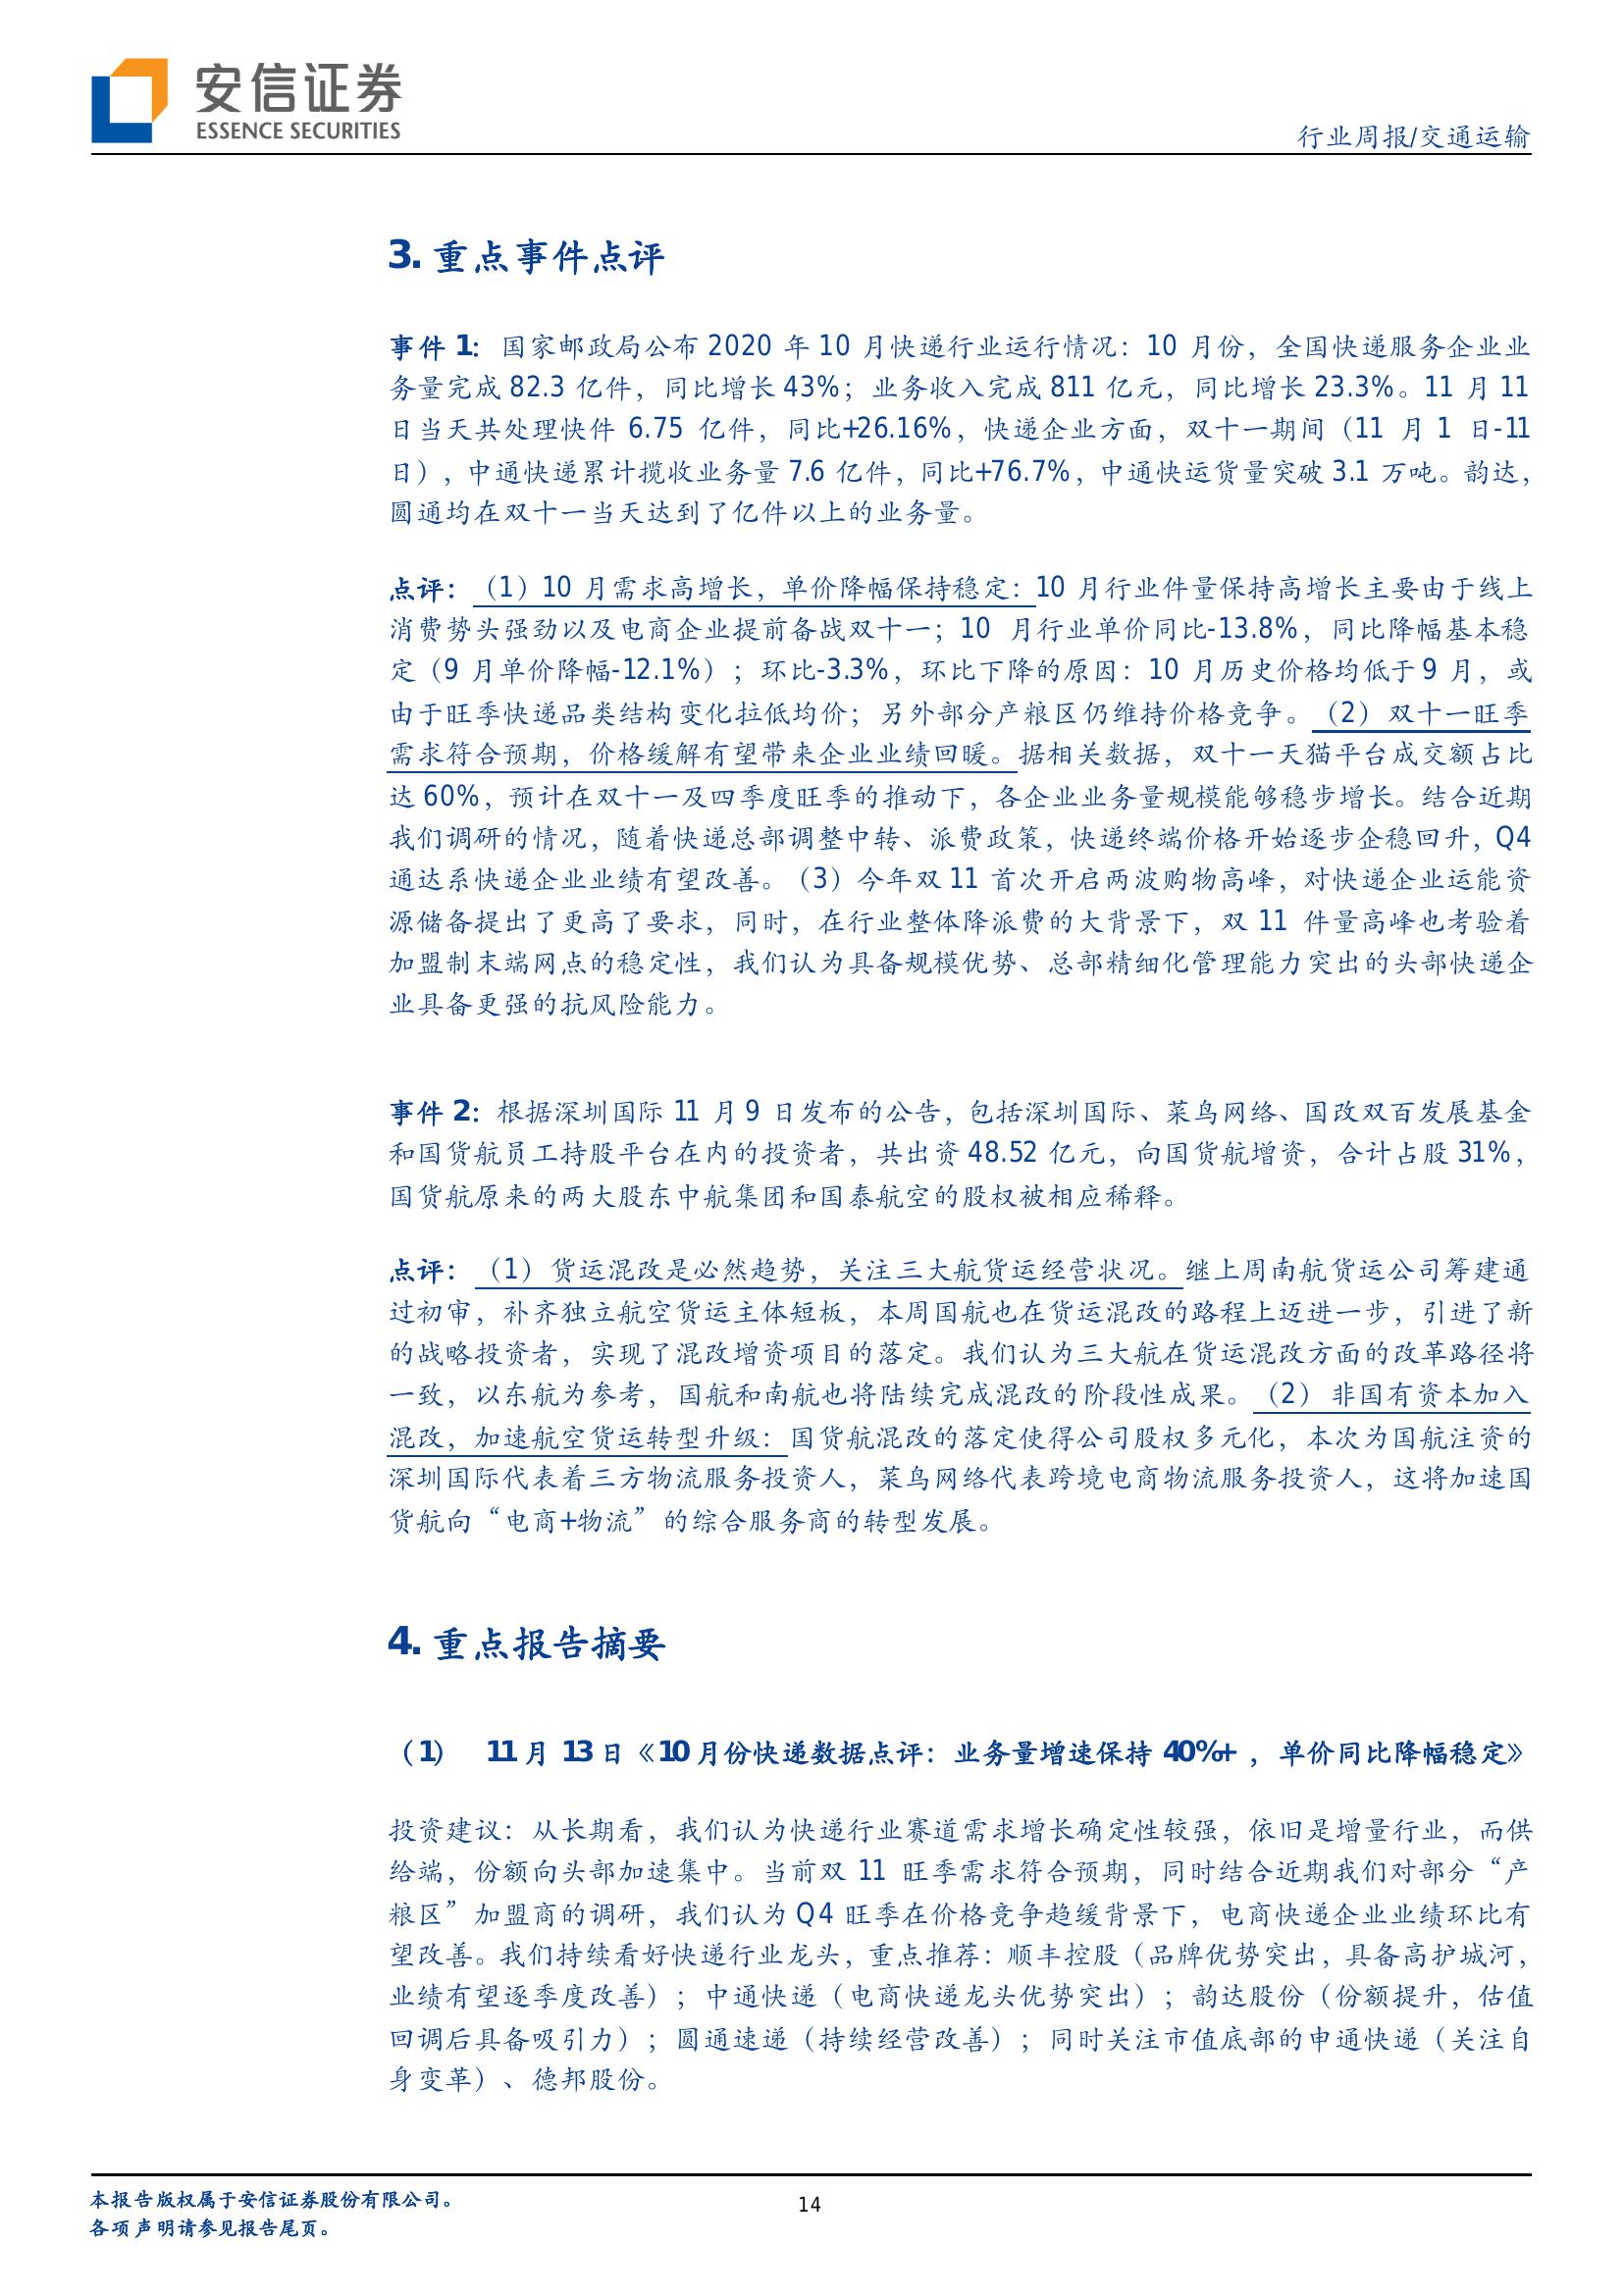 安信证券
ESSENCE SECURITIES
行业周报/交通运输
3. 重点事件点评
事件 1：国家邮政局公布 2020 年 10 月快递行业运行情况：10 月份，全国快递服务企业业
务量完成 82.3 亿件，同比增长 43%；业务收入完成 811 亿元，同比增长 23.3%。11 月 11
日当天共处理快件 6.75 亿件，同比+26.16%，快递企业方面，双十一期间（11 月 1 日-11
日），中通快递累计揽收业务量 7.6 亿件，同比+76.7%，中通快运货量突破 3.1 万吨。韵达，
圆通均在双十一当天达到了亿件以上的业务量。
点评：（1）10 月需求高增长，单价降幅保持稳定：10 月行业件量保持高增长主要由于线上
消费势头强劲以及电商企业提前备战双十一；10 月行业单价同比-13.8%，同比降幅基本稳
定（9 月单价降幅-12.1%）；环比-3.3%，环比下降的原因：10 月历史价格均低于 9 月，或
由于旺季快递品类结构变化拉低均价；另外部分产粮区仍维持价格竞争。（2）双十一旺季
需求符合预期，价格缓解有望带来企业业绩回暖。据相关数据，双十一天猫平台成交额占比
达 60%，预计在双十一及四季度旺季的推动下，各企业业务量规模能够稳步增长。结合近期
我们调研的情况，随着快递总部调整中转、派费政策，快递终端价格开始逐步企稳回升，Q4
通达系快递企业业绩有望改善。（3）今年双 11 首次开启两波购物高峰，对快递企业运能资
源储备提出了更高了要求，同时，在行业整体降派费的大背景下，双 11 件量高峰也考验着
加盟制末端网点的稳定性，我们认为具备规模优势、总部精细化管理能力突出的头部快递企
业具备更强的抗风险能力。
事件 2：根据深圳国际 11 月 9 日发布的公告，包括深圳国际、菜鸟网络、国改双百发展基金
和国货航员工持股平台在内的投资者，共出资 48.52 亿元，向国货航增资，合计占股 31%，
国货航原来的两大股东中航集团和国泰航空的股权被相应稀释。
点评：（1）货运混改是必然趋势，关注三大航货运经营状况。继上周南航货运公司筹建通
过初审，补齐独立航空货运主体短板，本周国航也在货运混改的路程上迈进一步，引进了新
的战略投资者，实现了混改增资项目的落定。我们认为三大航在货运混改方面的改革路径将
一致，以东航为参考，国航和南航也将陆续完成混改的阶段性成果。（2）非国有资本加入
混改，加速航空货运转型升级：国货航混改的落定使得公司股权多元化，本次为国航注资的
深圳国际代表着三方物流服务投资人，菜鸟网络代表跨境电商物流服务投资人，这将加速国
货航向“电商+物流”的综合服务商的转型发展。
4. 重点报告摘要
（1） 11 月 13 日《10 月份快递数据点评：业务量增速保持 40%+，单价同比降幅稳定》
投资建议：从长期看，我们认为快递行业赛道需求增长确定性较强，依旧是增量行业，而供
给端，份额向头部加速集中。当前双 11 旺季需求符合预期，同时结合近期我们对部分“产
粮区”加盟商的调研，我们认为 Q4 旺季在价格竞争趋缓背景下，电商快递企业业绩环比有
望改善。我们持续看好快递行业龙头，重点推荐：顺丰控股（品牌优势突出，具备高护城河，
业绩有望逐季度改善）；中通快递（电商快递龙头优势突出）；韵达股份（份额提升，估值
回调后具备吸引力）；圆通速递（持续经营改善）；同时关注市值底部的申通快递（关注自
身变革）、德邦股份。
本报告版权属于安信证券股份有限公司。
14
各项声明请参见报告尾页。